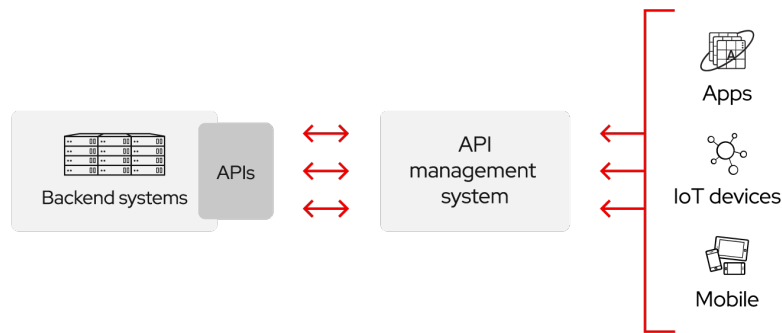 Backend systems
APIs
API
management
system
A
Apps
IoT devices
Mobile